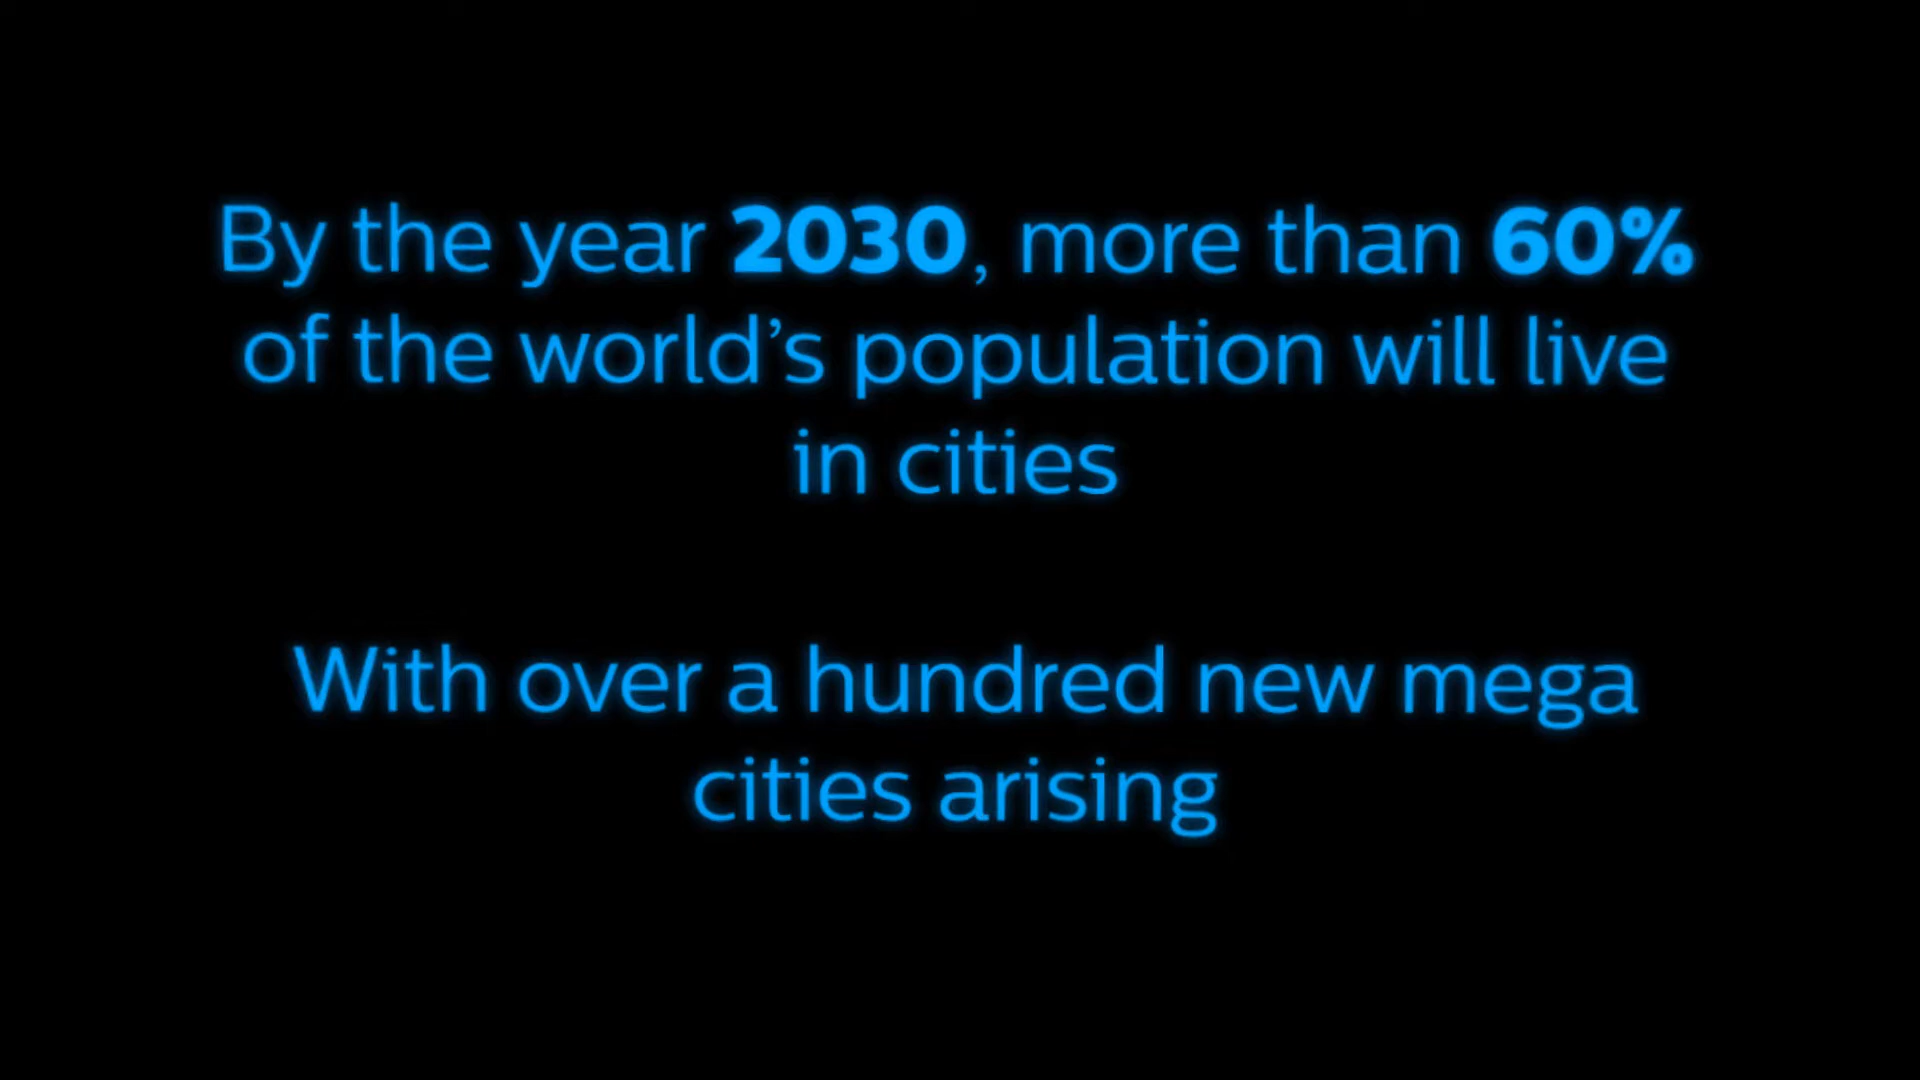 By the year 2030, more than 60%
of the world’s population will live
in cities
With over a hundred new mega
cities arising